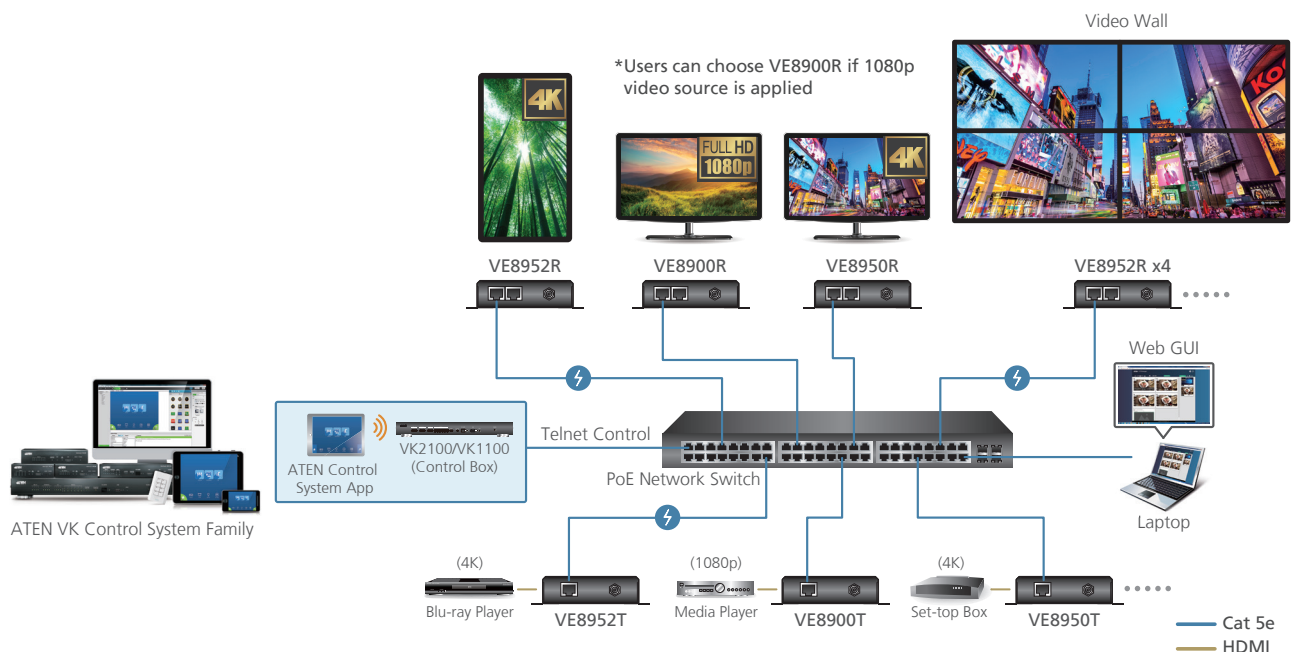 Video Wall
*Users can choose VE8900R if 1080p
video source is applied
4K
FULL HD
1080p
4K
VE8952R
VE8900R
VE8950R
VE8952R x4
Web GUI
Telnet Control
VK2100/VK1100
(Control Box)
ATEN Control
System App
PoE Network Switch
Laptop
ATEN VK Control System Family
(4K)
(1080p)
(4K)
Blu-ray Player
VE8952T
Media Player
VE8900T
Set-top Box
VE8950T
Cat 5e
HDMI